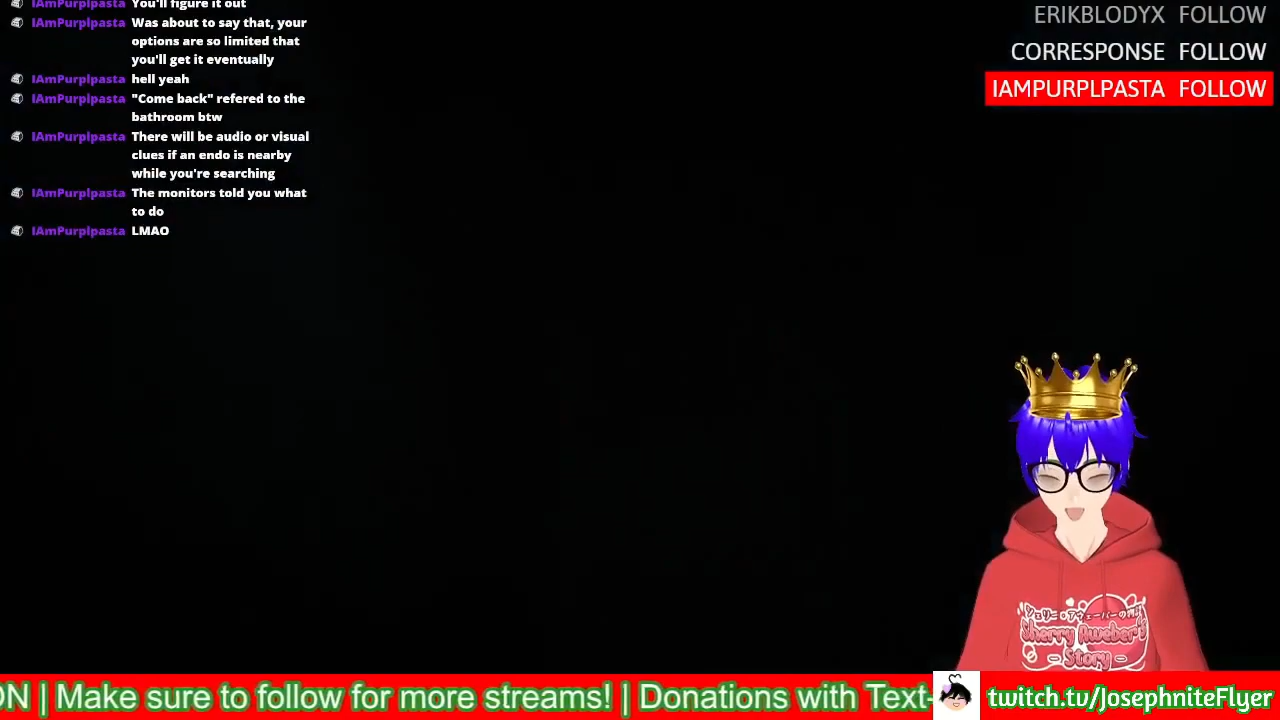 IAmPurplpasta You'll figure it out
IAmPurplpasta Was about to say that, your
options are so limited that
you'll get it eventually
IAmPurplpasta hell yeah
IAmPurplpasta "Come back" refered to the
bathroom btw
IAmPurplpasta There will be audio or visual
clues if an endo is nearby
while you're searching
IAmPurplpasta The monitors told you what
to do
IAmPurplpasta LMAO
ERIKBLODYX FOLLOW
CORRESPONSE FOLLOW
IAMPURPLPASTA FOLLOW
Sherry Aweber's
- Story -
ON | Make sure to follow for more streams! | Donations with Text-
twitch.tv/JosephniteFlyer